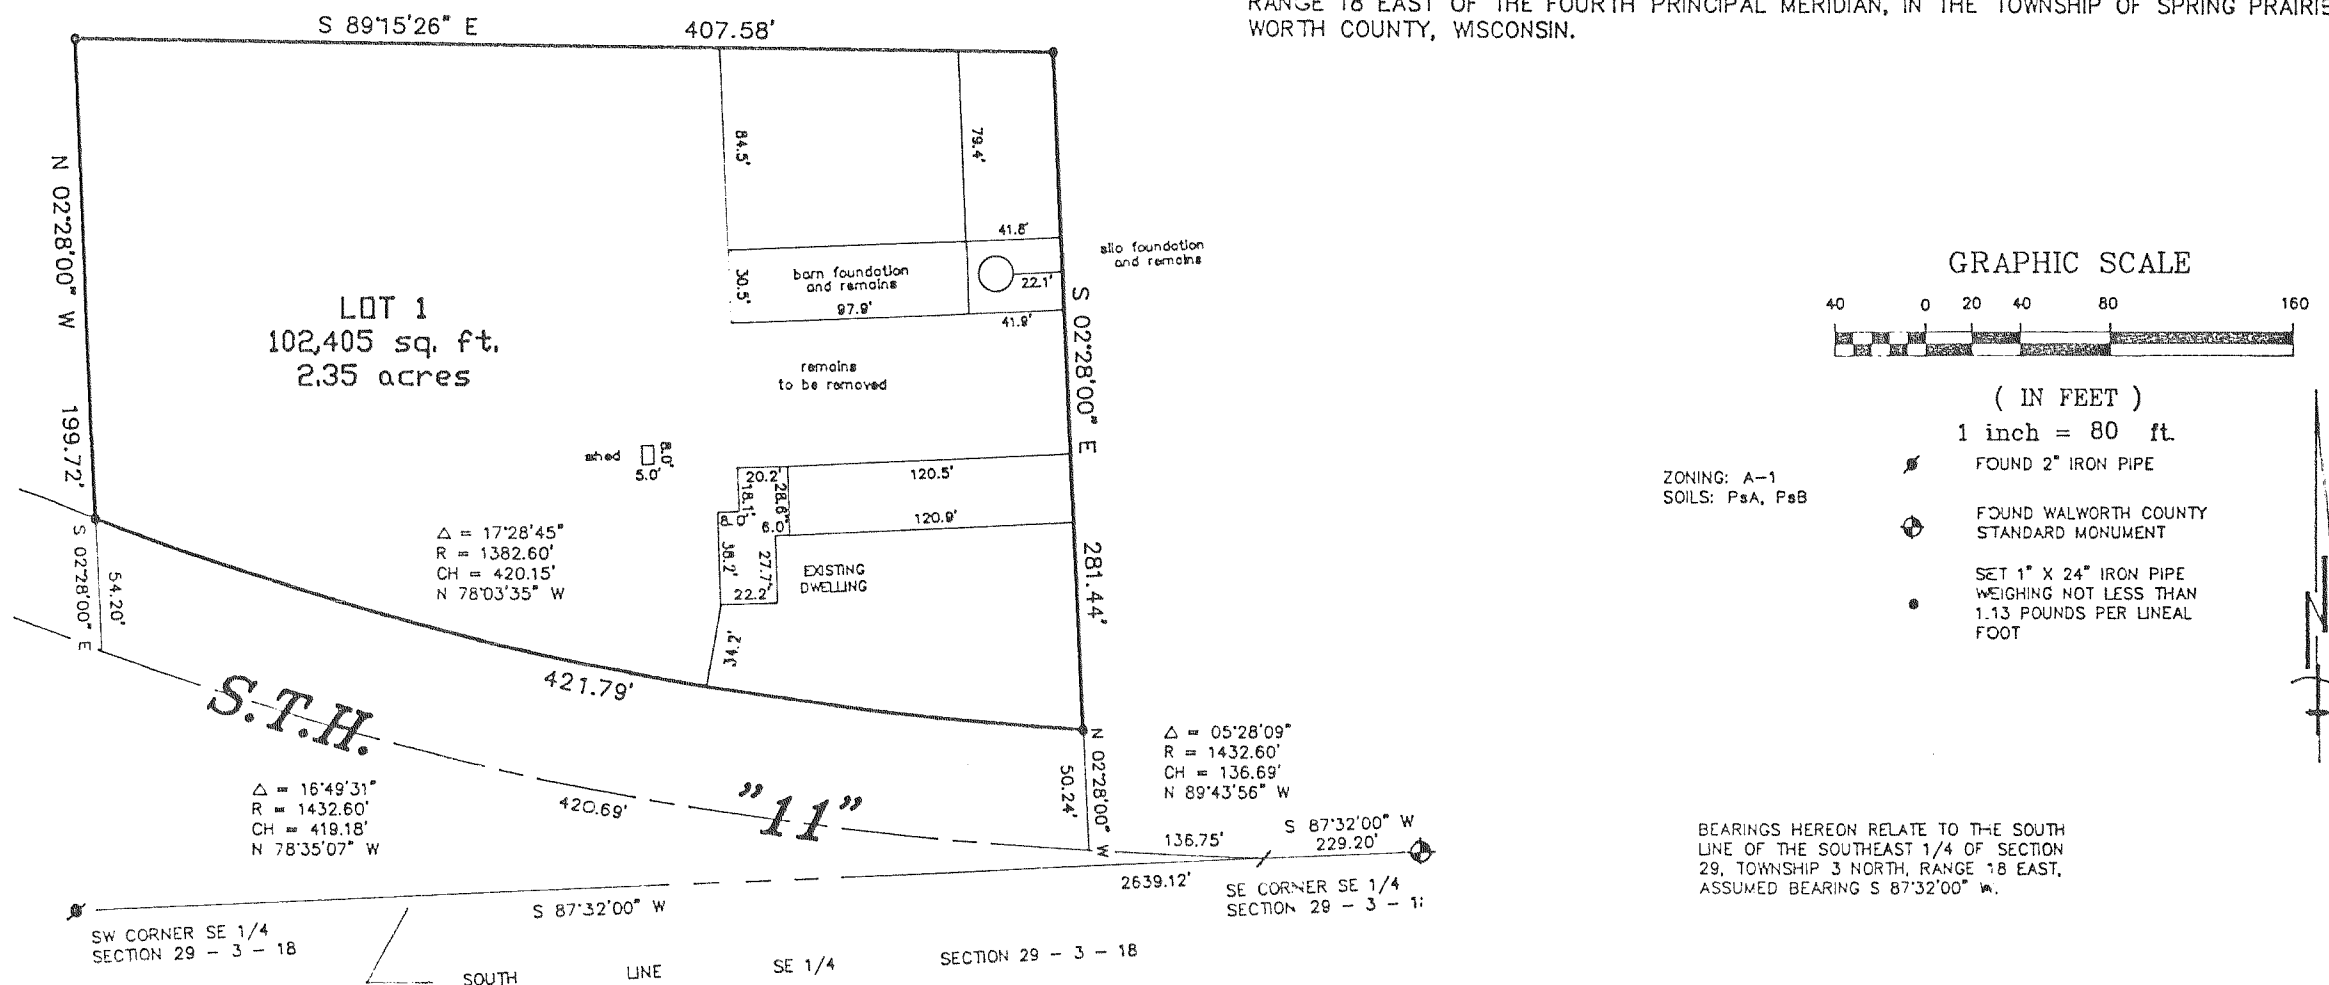 RANGE 18 EAST OF THE FOURTH PRINCIPAL MERIDIAN, IN THE TOWNSHIP OF SPRING PRAIRIE
WORTH COUNTY, WISCONSIN.
S 89°15'26" E 407.58'
N 02°28'00" W 199.72'
84.5'
79.4'
41.8'
silo foundation
and remains
30.5'
barn foundation
and remains
97.9'
22.1'
41.9'
S 02°28'00" E 281.44'
LOT 1
102,405 sq. ft.
2.35 acres
remains
to be removed
shed 8.0'
5.0'
20.2'
18.1'
28.6'
120.5'
6.0'
120.9'
38.2'
27.7'
22.2'
EXISTING
DWELLING
34.2'
Δ = 17°28'45"
R = 1382.60'
CH = 420.15'
N 78°03'35" W
S 02°28'00" E
54.20'
421.79'
S.T.H. "11"
Δ = 16°49'31"
R = 1432.60'
CH = 419.18'
N 78°35'07" W
420.69'
N 02°28'00" W
50.24'
Δ = 05°28'09"
R = 1432.60'
CH = 136.69'
N 89°43'56" W
136.75'
S 87°32'00" W
229.20'
2639.12'
SE CORNER SE 1/4
SECTION 29 - 3 -
S 87°32'00" W
SW CORNER SE 1/4
SECTION 29 - 3 - 18
SOUTH LINE SE 1/4 SECTION 29 - 3 - 18
GRAPHIC SCALE
40 0 20 40 80 160
( IN FEET )
1 inch = 80 ft.
ZONING: A-1
SOILS: PsA, PsB
FOUND 2" IRON PIPE
FOUND WALWORTH COUNTY
STANDARD MONUMENT
SET 1" X 24" IRON PIPE
WEIGHING NOT LESS THAN
1.13 POUNDS PER LINEAL
FOOT
N
BEARINGS HEREON RELATE TO THE SOUTH
LINE OF THE SOUTHEAST 1/4 OF SECTION
29, TOWNSHIP 3 NORTH, RANGE 18 EAST,
ASSUMED BEARING S 87°32'00" W.